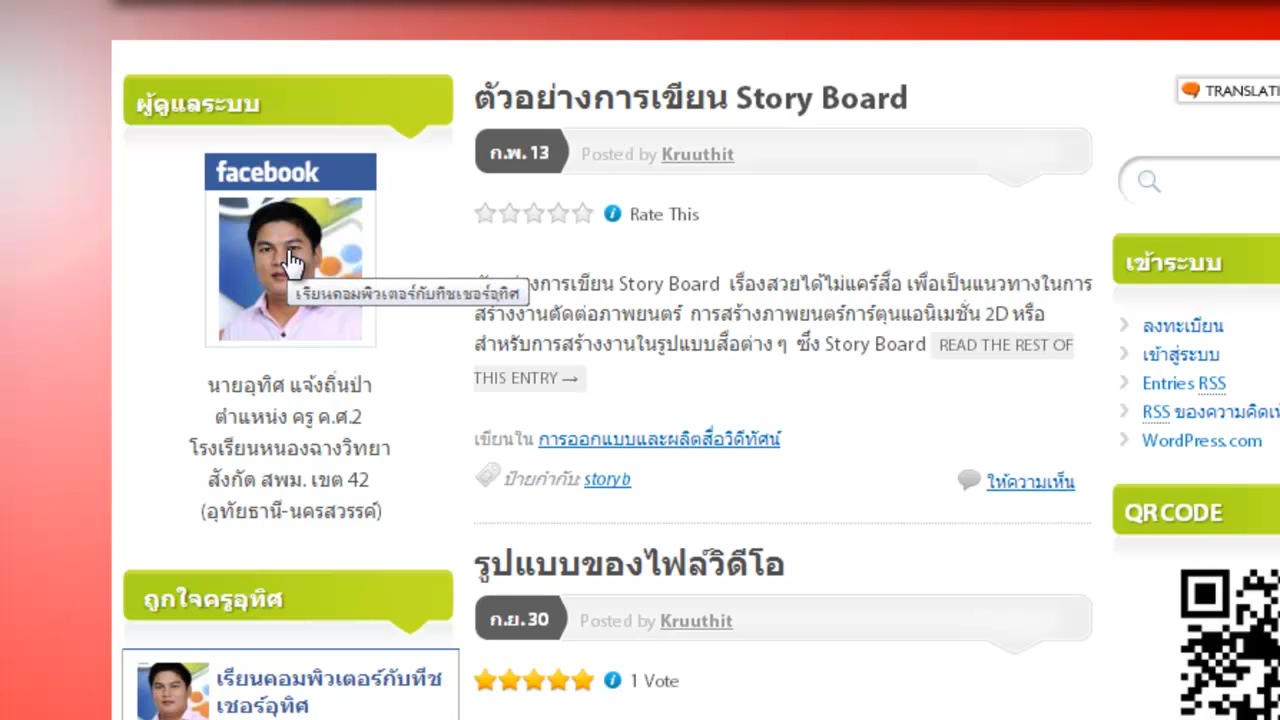 ผู้ดูแลระบบ
facebook
เรียนคอมพิวเตอร์กับทีชเชอร์อุทิศ
นายอุทิศ แจ้งถิ่นป่า
ตำแหน่ง ครู ค.ศ.2
โรงเรียนหนองฉางวิทยา
สังกัด สพม. เขต 42
(อุทัยธานี-นครสวรรค์)
ถูกใจครูอุทิศ
เรียนคอมพิวเตอร์กับทีช
เชอร์อุทิศ
ตัวอย่างการเขียน Story Board
ก.พ. 13 Posted by Kruuthit
Rate This
การเขียน Story Board เรื่องสวยได้ไม่แคร์สื่อ เพื่อเป็นแนวทางในการ
สร้างงานตัดต่อภาพยนตร์ การสร้างภาพยนตร์การ์ตุนแอนิเมชั่น 2D หรือ
สำหรับการสร้างงานในรูปแบบสื่อต่าง ๆ ซึ่ง Story Board READ THE REST OF
THIS ENTRY →
เขียนใน การออกแบบและผลิตสื่อวิดีทัศน์
ป้ายกำกับ: storyb
ให้ความเห็น
รูปแบบของไฟล์วิดีโอ
ก.ย. 30 Posted by Kruuthit
1 Vote
TRANSLATI
เข้าระบบ
ลงทะเบียน
เข้าสู่ระบบ
Entries RSS
RSS ของความคิดเห
WordPress.com
QR CODE